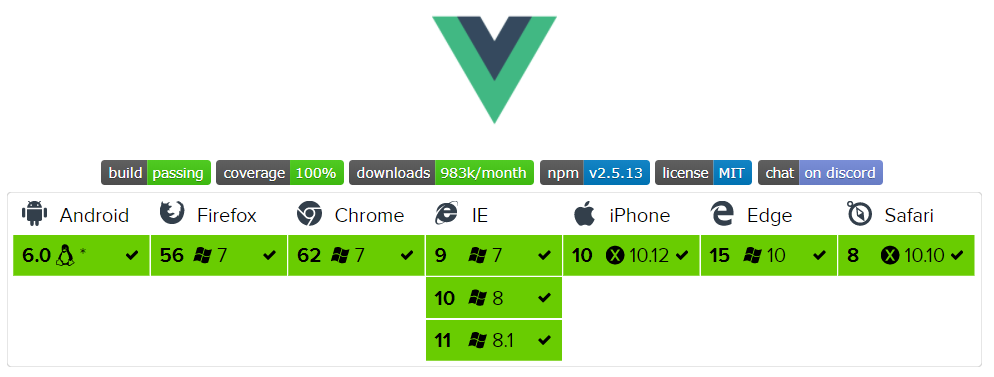 build passing coverage 100% downloads 983k/month npm v2.5.13 license MIT chat on discord
Android Firefox Chrome IE iPhone Edge Safari
6.0 * ✔ 56 7 ✔ 62 7 ✔ 9 7 ✔ 10 X 10.12 ✔ 15 10 ✔ 8 X 10.10 ✔
10 8 ✔
11 8.1 ✔